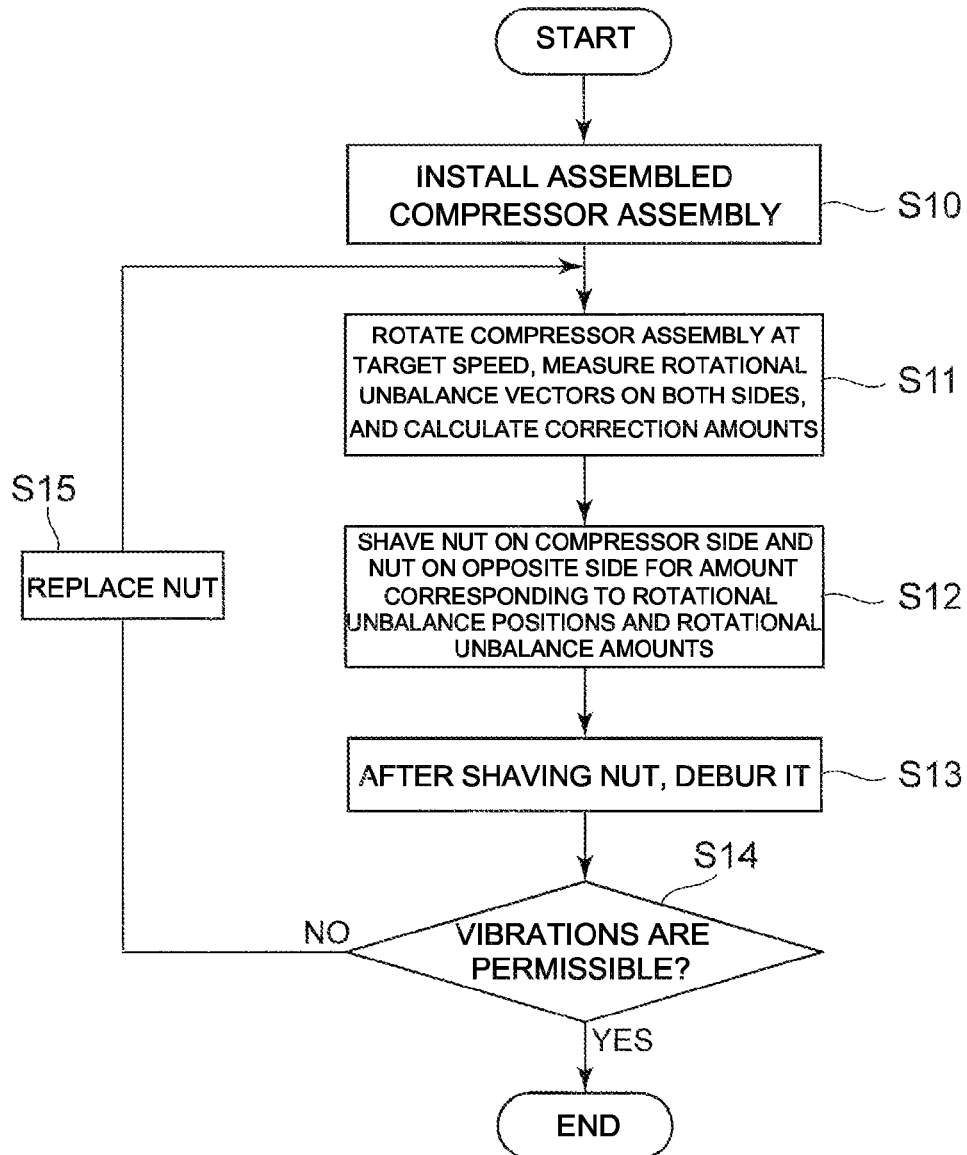 START
INSTALL ASSEMBLED
COMPRESSOR ASSEMBLY
S10
ROTATE COMPRESSOR ASSEMBLY AT
TARGET SPEED, MEASURE ROTATIONAL
UNBALANCE VECTORS ON BOTH SIDES,
AND CALCULATE CORRECTION AMOUNTS
S11
S15
REPLACE NUT
SHAVE NUT ON COMPRESSOR SIDE AND
NUT ON OPPOSITE SIDE FOR AMOUNT
CORRESPONDING TO ROTATIONAL
UNBALANCE POSITIONS AND ROTATIONAL
UNBALANCE AMOUNTS
S12
AFTER SHAVING NUT, DEBUR IT
S13
S14
NO
VIBRATIONS ARE
PERMISSIBLE?
YES
END